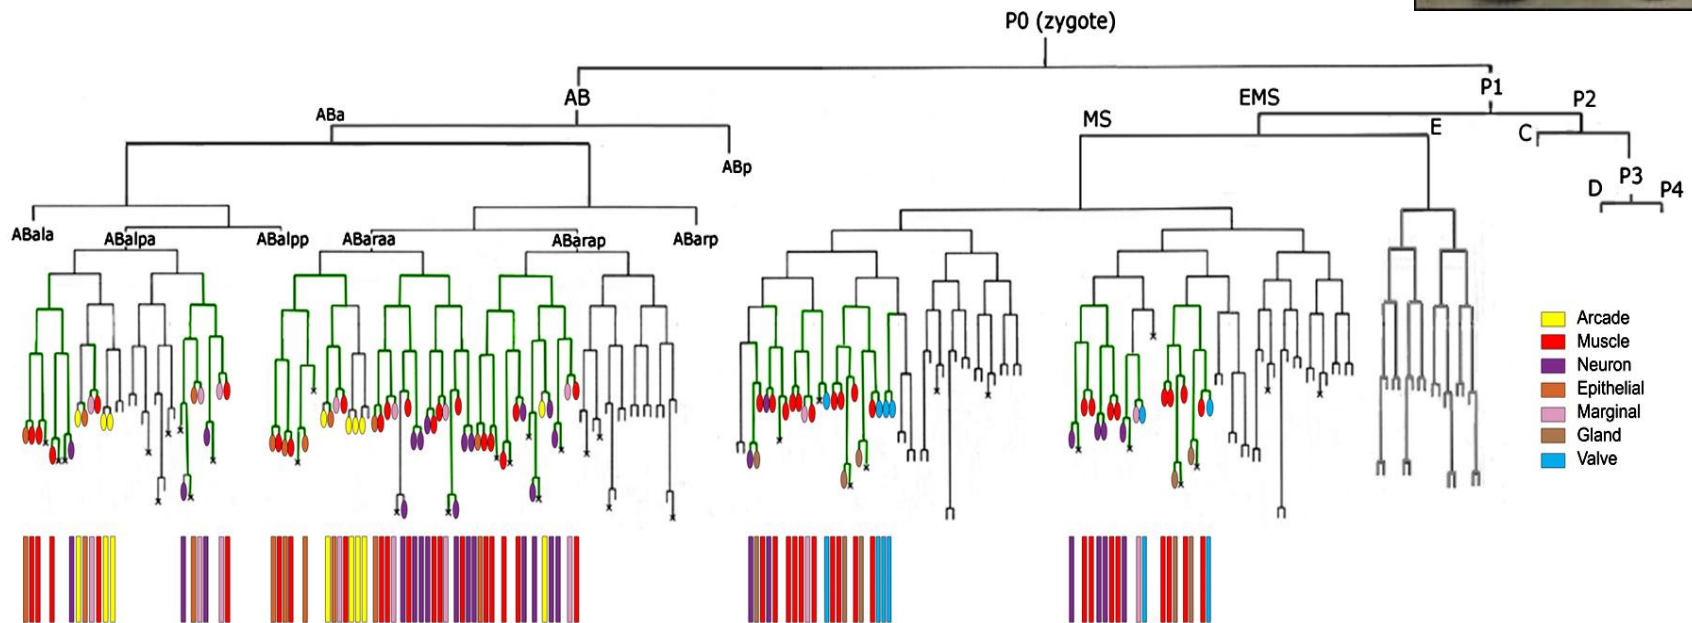 P0 (zygote)
AB
P1
EMS
P2
ABa
MS
E
C
ABp
P3
D
P4
ABala
ABalpa
ABalpp
ABaraa
ABarap
ABarp
Arcade
Muscle
Neuron
Epithelial
Marginal
Gland
Valve